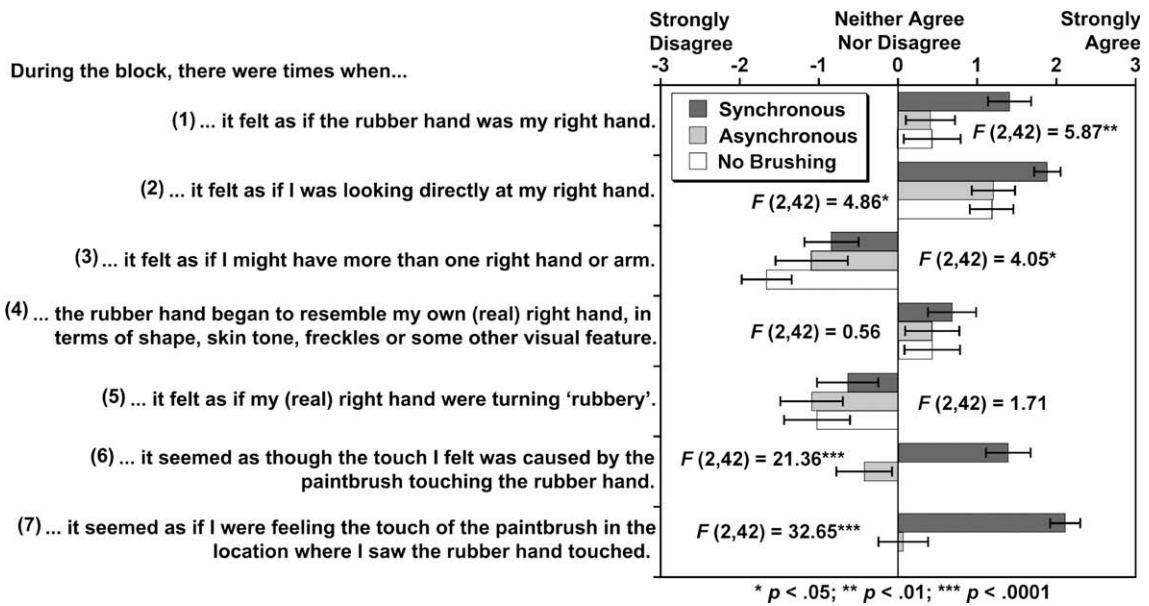 Strongly Disagree
Neither Agree Nor Disagree
Strongly Agree
-3 -2 -1 0 1 2 3
During the block, there were times when...
Synchronous
Asynchronous
No Brushing
(1) ... it felt as if the rubber hand was my right hand.
F (2,42) = 5.87**
(2) ... it felt as if I was looking directly at my right hand.
F (2,42) = 4.86*
(3) ... it felt as if I might have more than one right hand or arm.
F (2,42) = 4.05*
(4) ... the rubber hand began to resemble my own (real) right hand, in
terms of shape, skin tone, freckles or some other visual feature.
F (2,42) = 0.56
(5) ... it felt as if my (real) right hand were turning ‘rubbery’.
F (2,42) = 1.71
(6) ... it seemed as though the touch I felt was caused by the
paintbrush touching the rubber hand.
F (2,42) = 21.36***
(7) ... it seemed as if I were feeling the touch of the paintbrush in the
location where I saw the rubber hand touched.
F (2,42) = 32.65***
* p < .05; ** p < .01; *** p < .0001